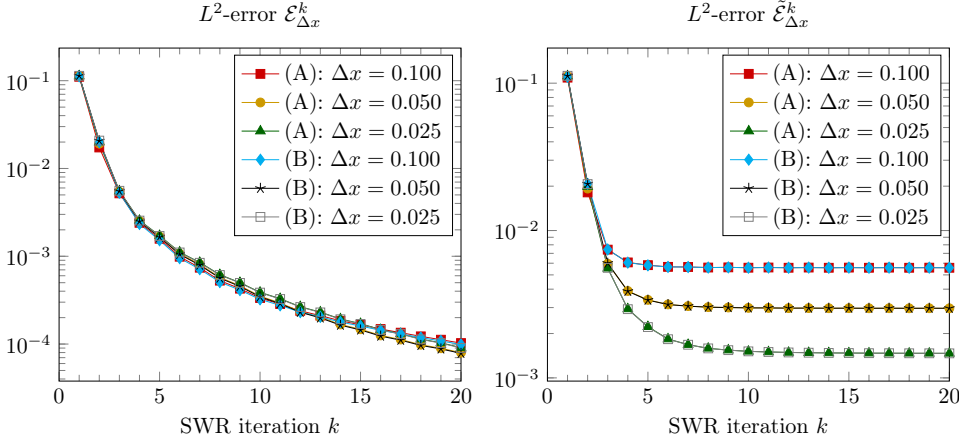 L²-error ℰ^k_{Δx}
10^{-1}
10^{-2}
10^{-3}
10^{-4}
(A): Δx = 0.100
(A): Δx = 0.050
(A): Δx = 0.025
(B): Δx = 0.100
(B): Δx = 0.050
(B): Δx = 0.025
0 5 10 15 20
SWR iteration k
L²-error ℰ̃^k_{Δx}
10^{-1}
10^{-2}
10^{-3}
(A): Δx = 0.100
(A): Δx = 0.050
(A): Δx = 0.025
(B): Δx = 0.100
(B): Δx = 0.050
(B): Δx = 0.025
0 5 10 15 20
SWR iteration k